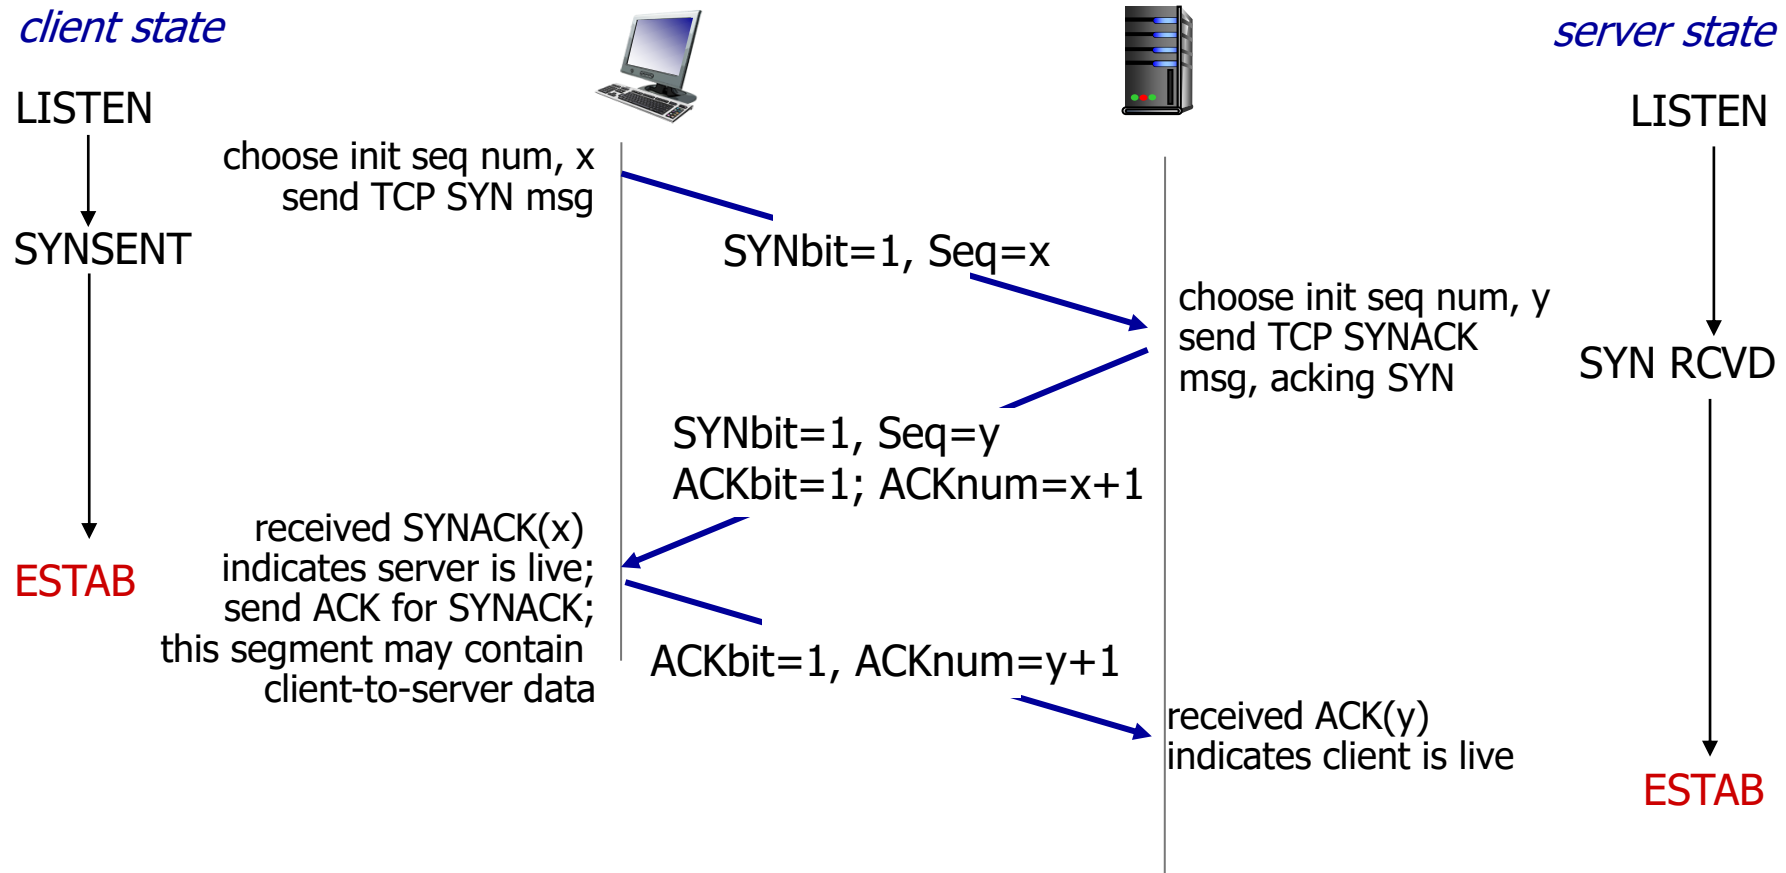 client state
server state
LISTEN
LISTEN
choose init seq num, x
send TCP SYN msg
SYNSENT
SYNbit=1, Seq=x
choose init seq num, y
send TCP SYNACK
msg, acking SYN
SYN RCVD
SYNbit=1, Seq=y
ACKbit=1; ACKnum=x+1
received SYNACK(x)
indicates server is live;
send ACK for SYNACK;
this segment may contain
client-to-server data
ESTAB
ACKbit=1, ACKnum=y+1
received ACK(y)
indicates client is live
ESTAB